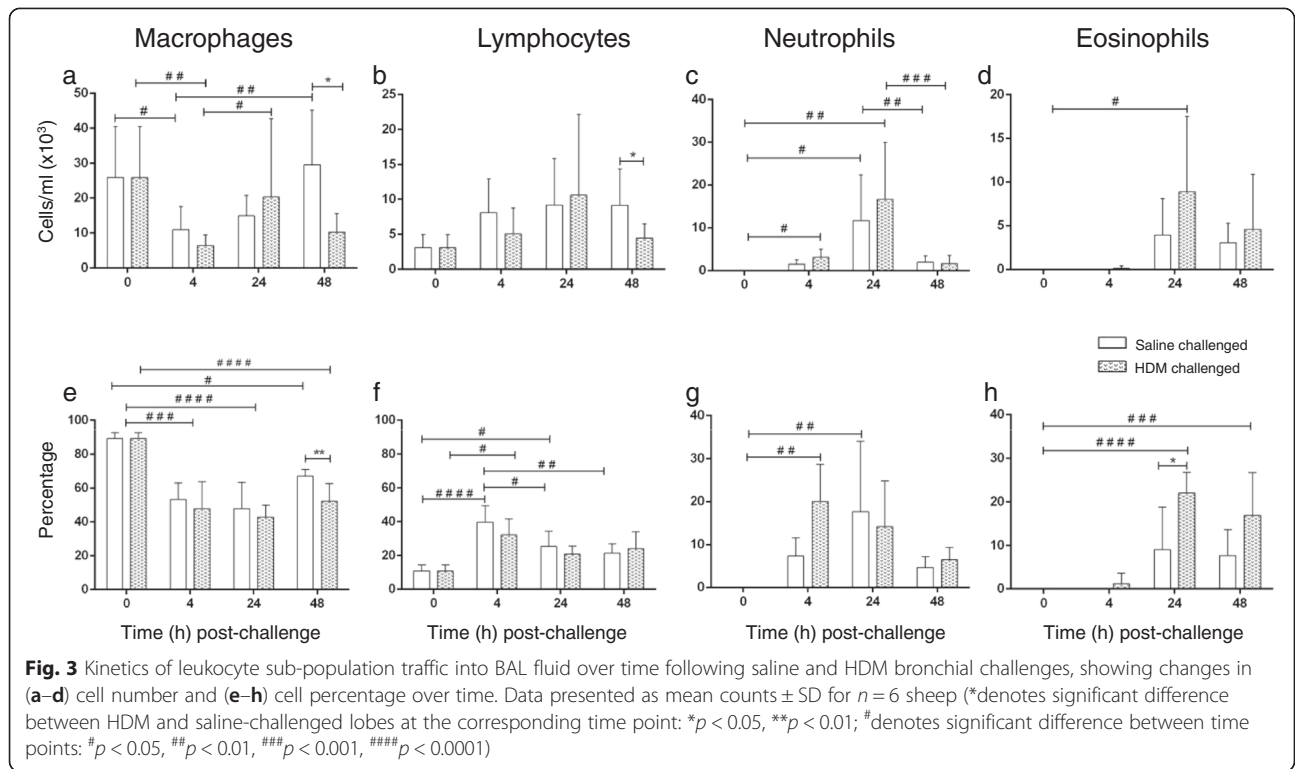 Macrophages Lymphocytes Neutrophils Eosinophils
a b c d
# # # # #
# # *
# # # # #
# # # #
50 25 40 20
40 20 30 15
30 15 20 10
20 10 10 5
10 5 0 0
0 0
Cells/ml (x10³)
*
#
#
0 4 24 48 0 4 24 48 0 4 24 48 0 4 24 48
Saline challenged
HDM challenged
e f g h
# # # #
#
# # # #
# # #
**
#
#
# #
# # # # #
# #
# #
# # #
# # # #
*
100 100 40 40
80 80 30 30
60 60 20 20
40 40 10 10
20 20 0 0
0 0
Percentage
0 4 24 48 0 4 24 48 0 4 24 48 0 4 24 48
Time (h) post-challenge Time (h) post-challenge Time (h) post-challenge Time (h) post-challenge
Fig. 3 Kinetics of leukocyte sub-population traffic into BAL fluid over time following saline and HDM bronchial challenges, showing changes in
(a–d) cell number and (e–h) cell percentage over time. Data presented as mean counts ± SD for n = 6 sheep (*denotes significant difference
between HDM and saline-challenged lobes at the corresponding time point: *p < 0.05, **p < 0.01; #denotes significant difference between time
points: #p < 0.05, ##p < 0.01, ###p < 0.001, ####p < 0.0001)